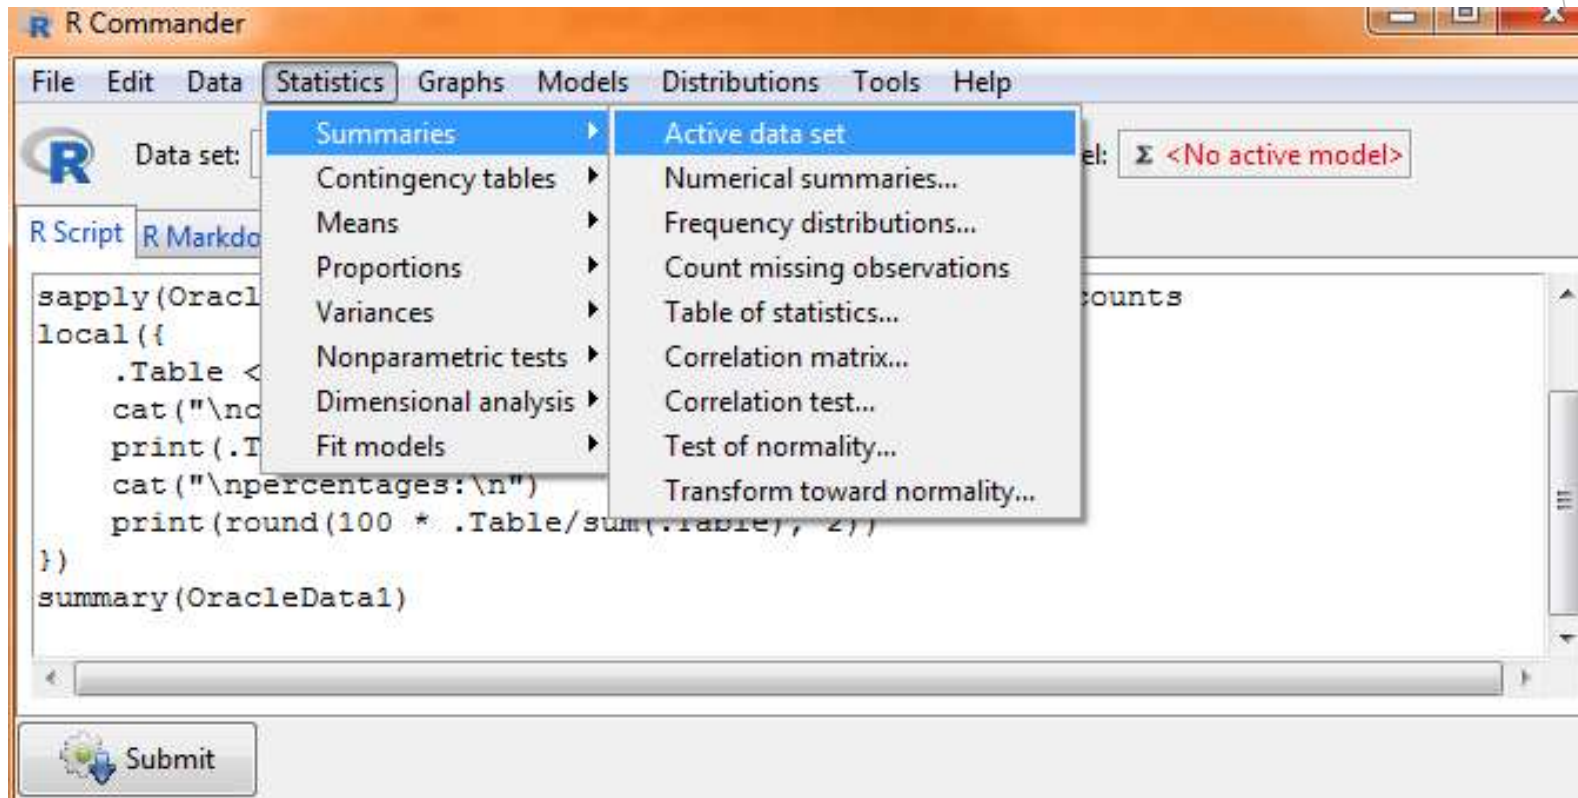 R Commander
File Edit Data Statistics Graphs Models Distributions Tools Help
R Data set: el: Σ <No active model>
Summaries
Contingency tables
Means
Proportions
Variances
Nonparametric tests
Dimensional analysis
Fit models
Active data set
Numerical summaries...
Frequency distributions...
Count missing observations
Table of statistics...
Correlation matrix...
Correlation test...
Test of normality...
Transform toward normality...
R Script R Markdo
sapply(Oracl counts
local({
.Table <
cat("\nc
print(.T
cat("\npercentages:\n")
print(round(100 * .Table/sum(.Table), 2))
})
summary(OracleData1)
Submit